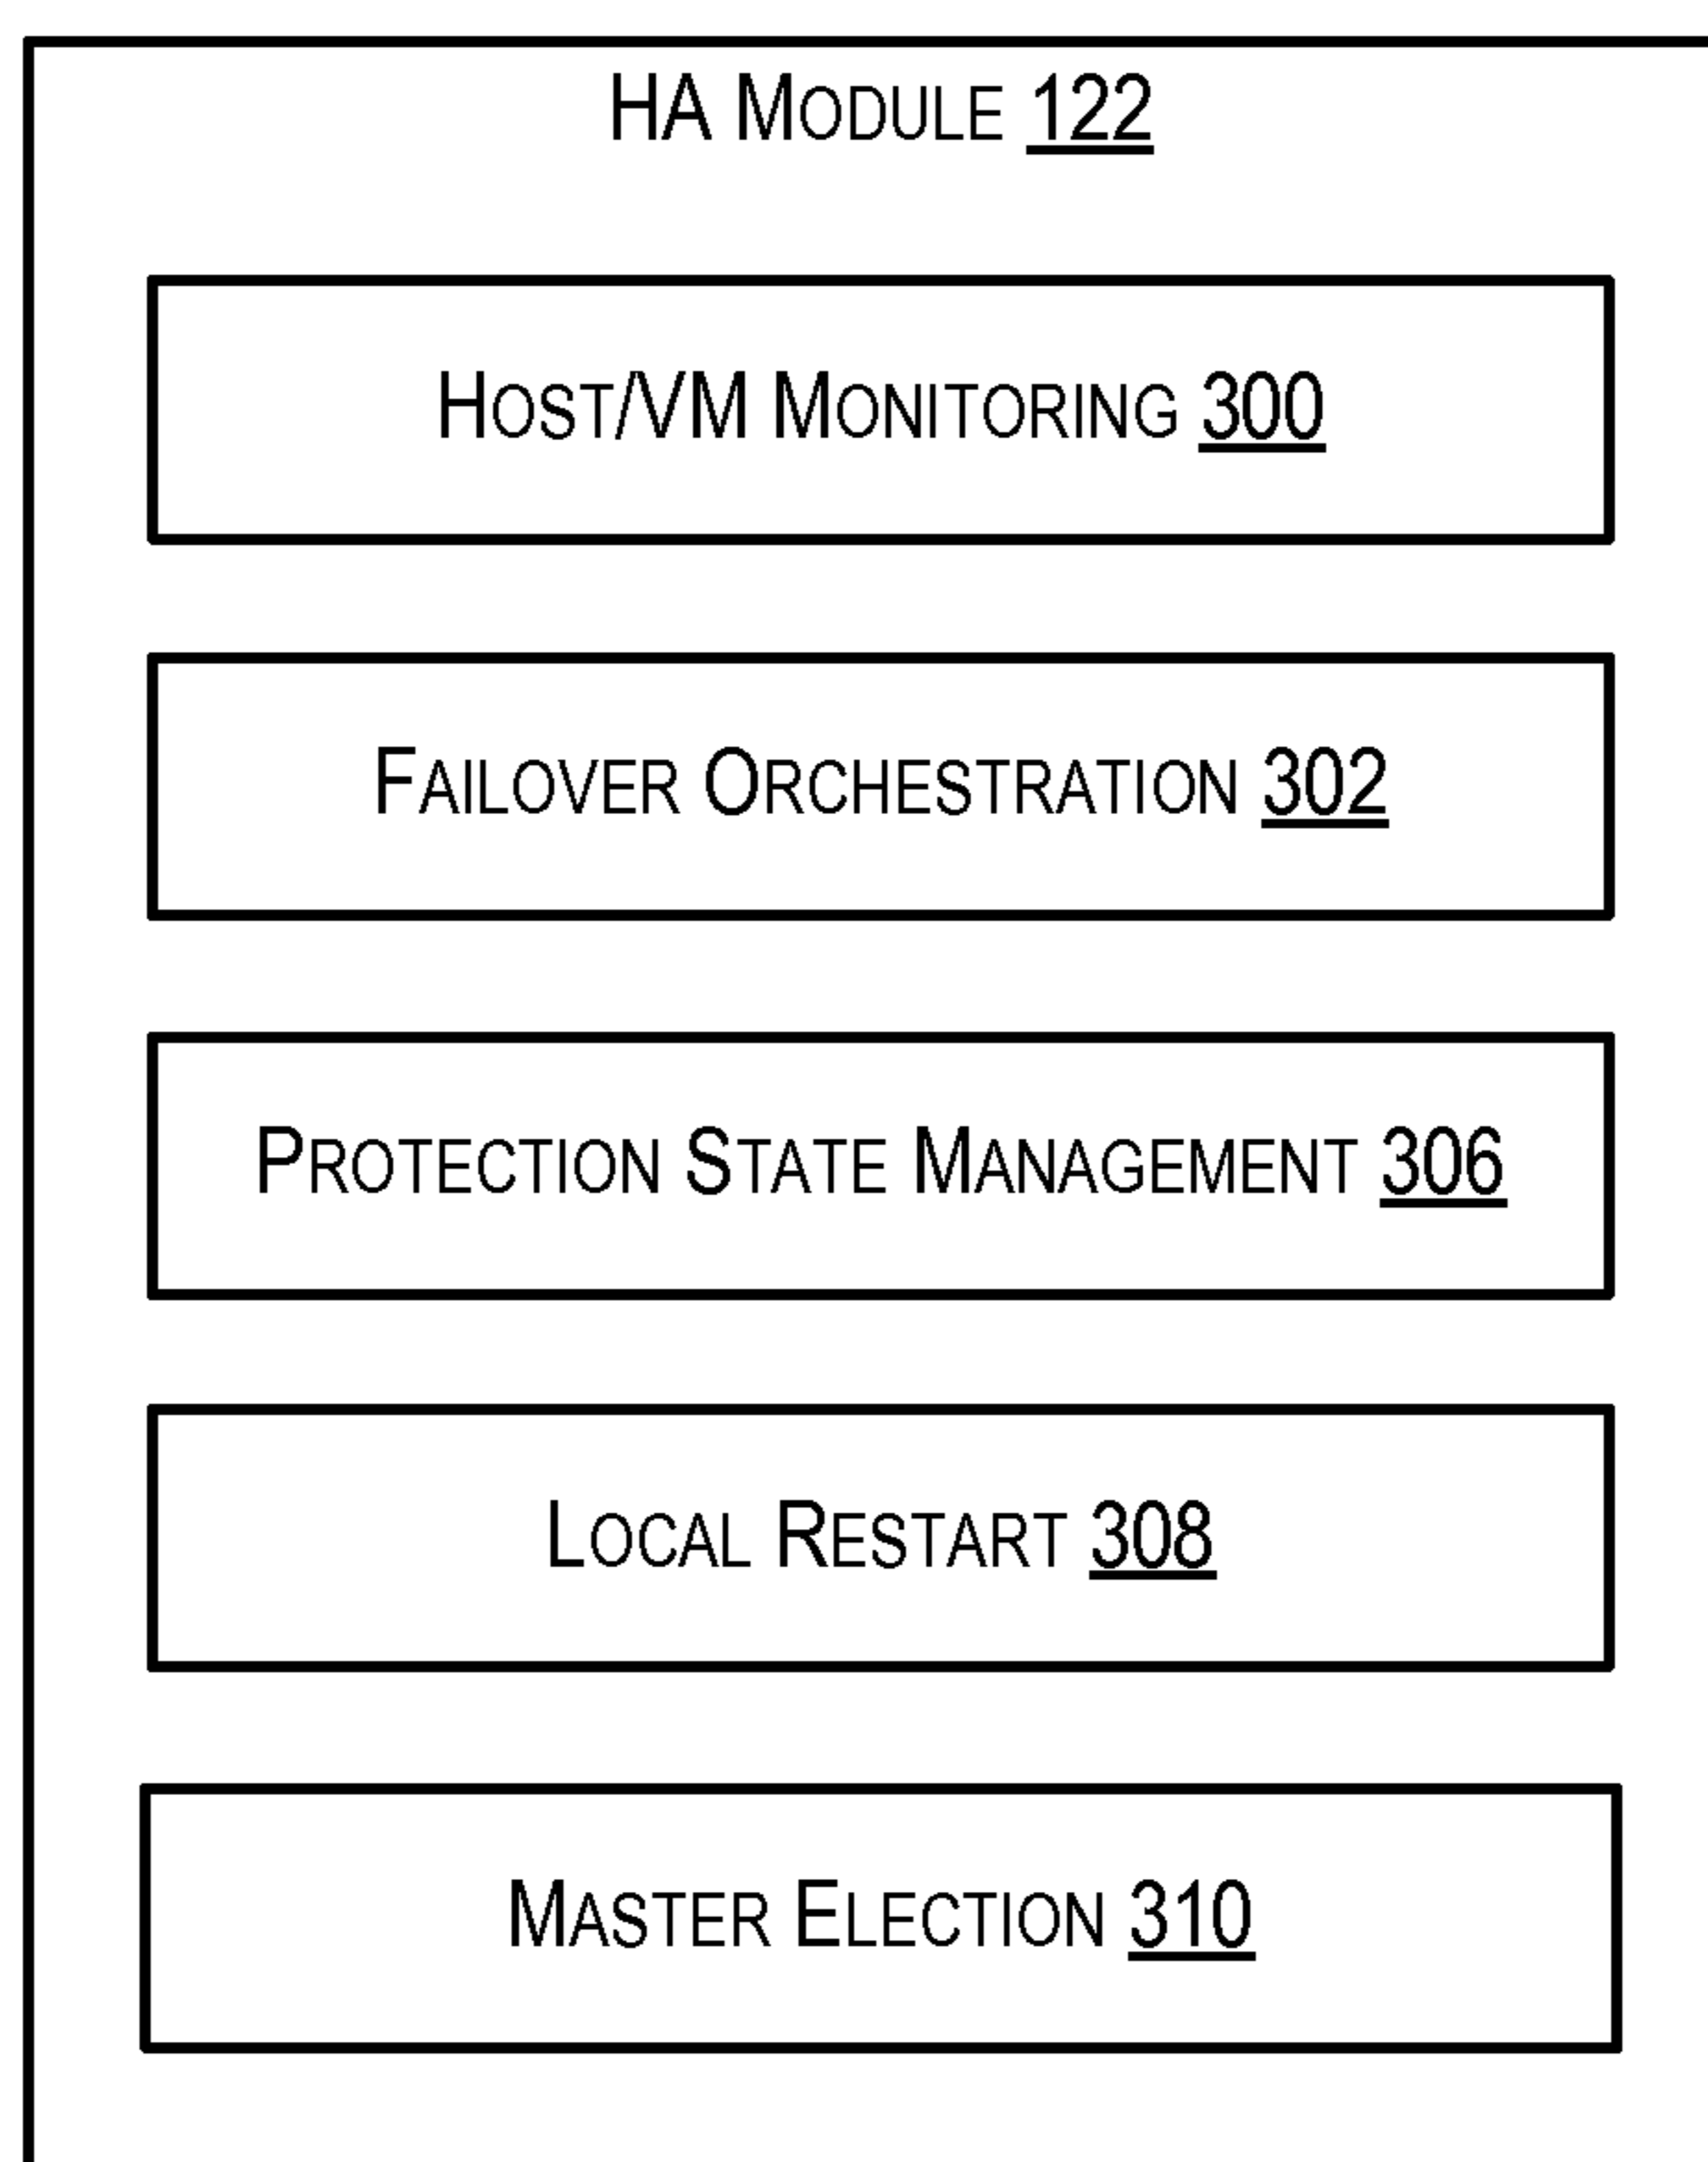 HA MODULE 122
HOST/VM MONITORING 300
FAILOVER ORCHESTRATION 302
PROTECTION STATE MANAGEMENT 306
LOCAL RESTART 308
MASTER ELECTION 310